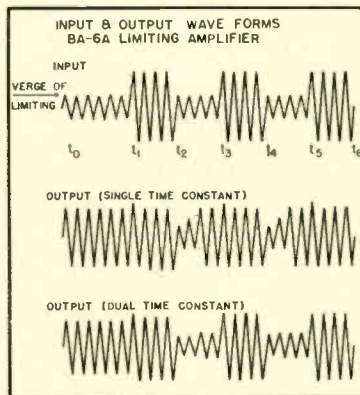 INPUT & OUTPUT WAVE FORMS
BA-6A LIMITING AMPLIFIER
INPUT
VERGE OF
LIMITING
t0 t1 t2 t3 t4 t5 t6
OUTPUT (SINGLE TIME CONSTANT)
OUTPUT (DUAL TIME CONSTANT)